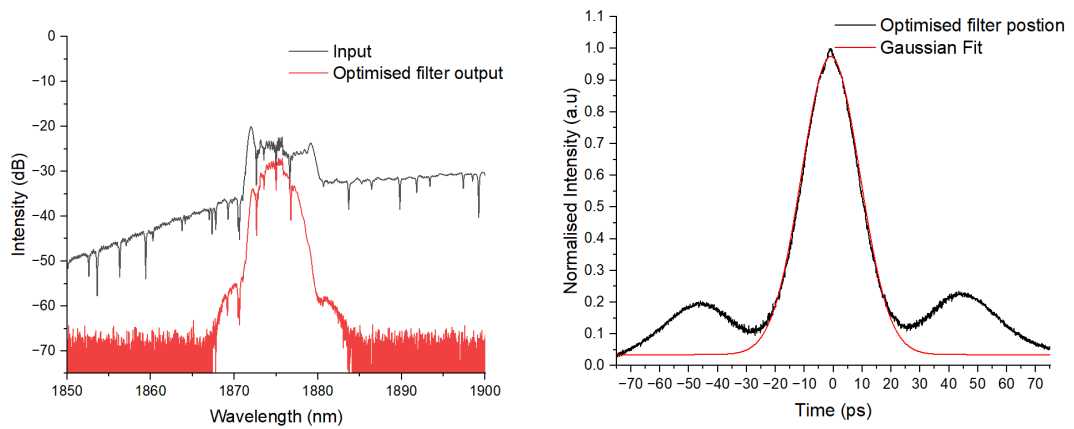 Input
Optimised filter output
0
−10
−20
−30
−40
−50
−60
−70
Intensity (dB)
1850 1860 1870 1880 1890 1900
Wavelength (nm)
Optimised filter postion
Gaussian Fit
1.1
1.0
0.9
0.8
0.7
0.6
0.5
0.4
0.3
0.2
0.1
0.0
Normalised Intensity (a.u)
−70 −60 −50 −40 −30 −20 −10 0 10 20 30 40 50 60 70
Time (ps)